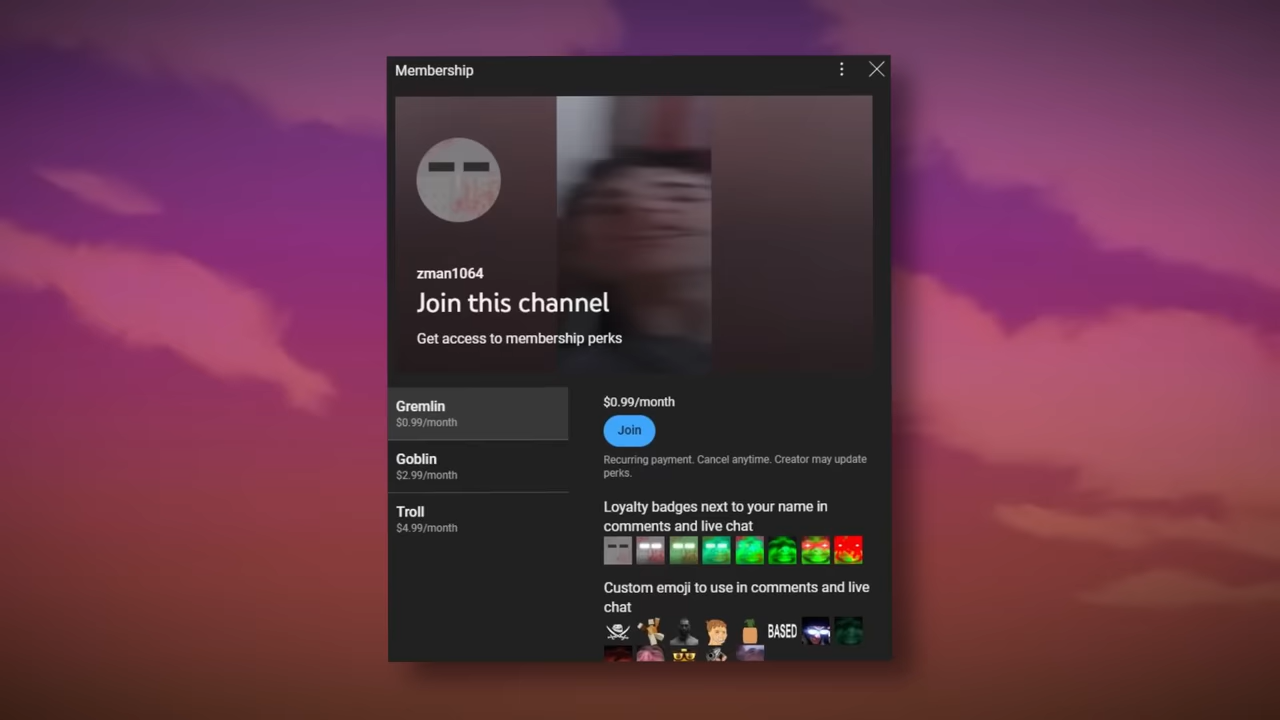 Membership
zman1064
Join this channel
Get access to membership perks
Gremlin
$0.99/month
Goblin
$2.99/month
Troll
$4.99/month
$0.99/month
Join
Recurring payment. Cancel anytime. Creator may update
perks.
Loyalty badges next to your name in
comments and live chat
Custom emoji to use in comments and live
chat
BASED